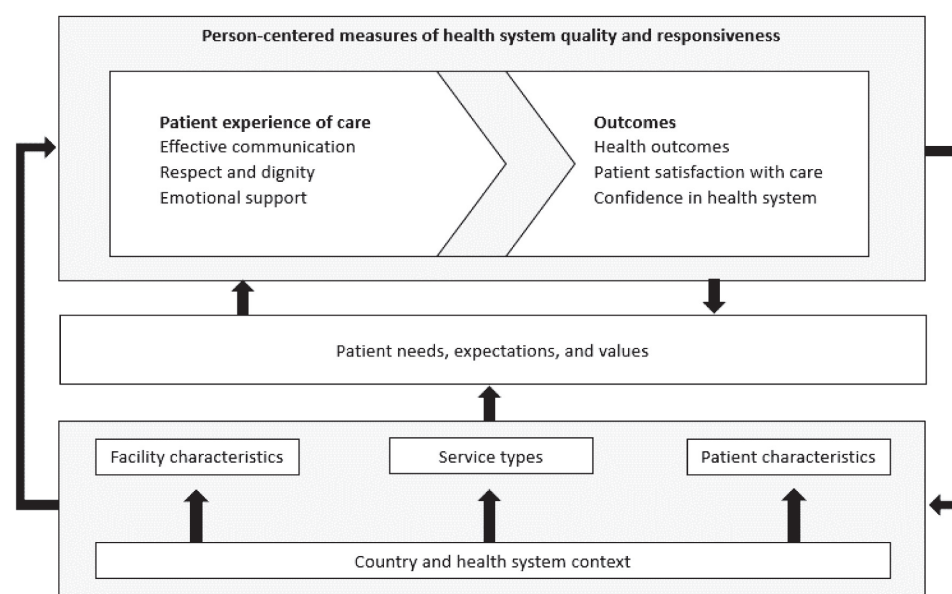 Person-centered measures of health system quality and responsiveness
Patient experience of care
Effective communication
Respect and dignity
Emotional support
Outcomes
Health outcomes
Patient satisfaction with care
Confidence in health system
Patient needs, expectations, and values
Facility characteristics
Service types
Patient characteristics
Country and health system context